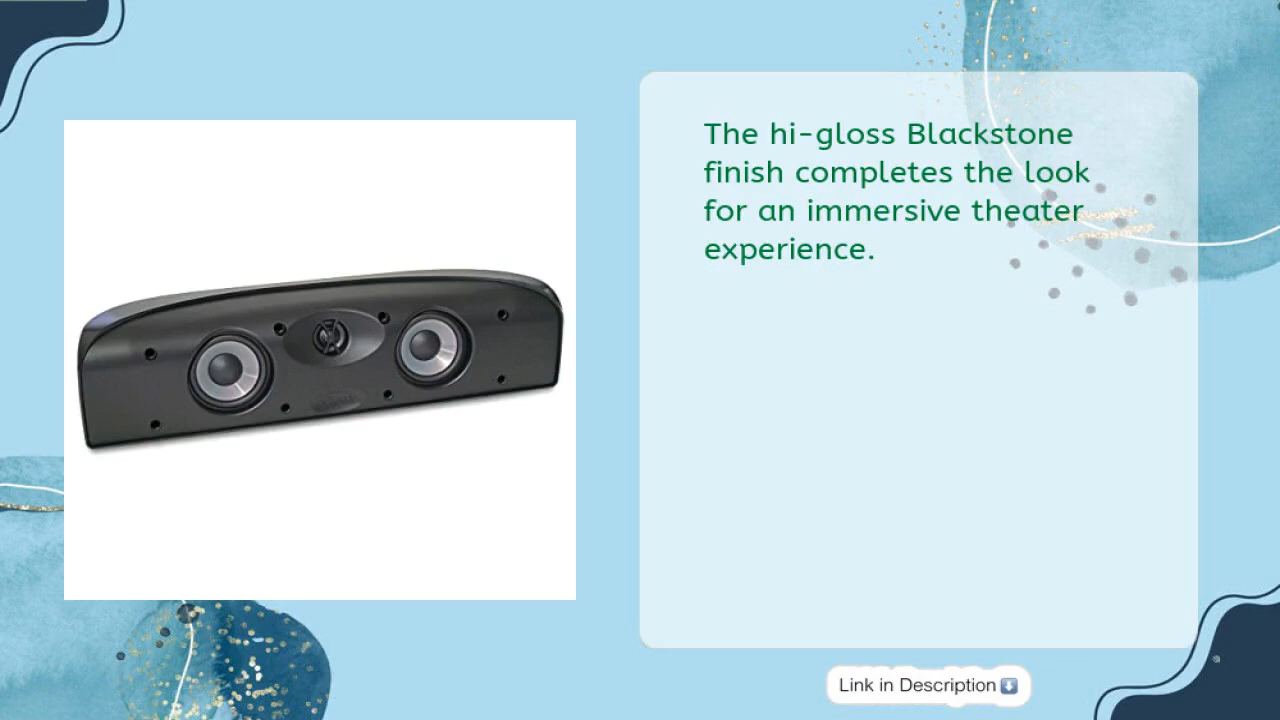 The hi-gloss Blackstone
finish completes the look
for an immersive theater
experience.
Link in Description⬇️